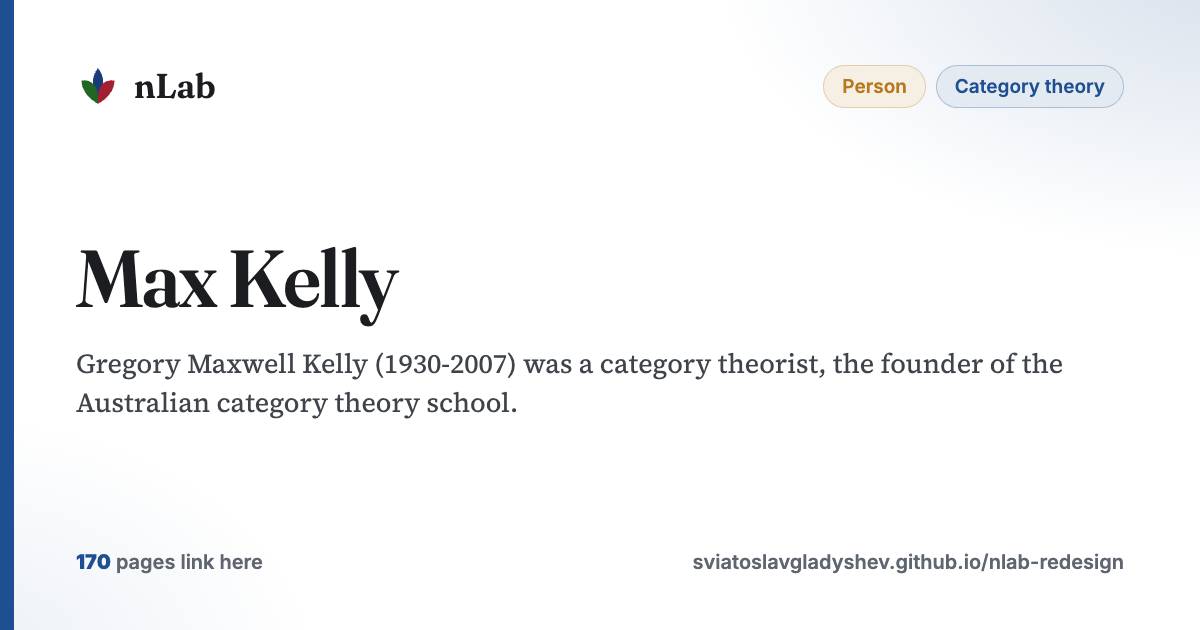 nLab
Person
Category theory
Max Kelly
Gregory Maxwell Kelly (1930-2007) was a category theorist, the founder of the
Australian category theory school.
170 pages link here
sviatoslavgladyshev.github.io/nlab-redesign